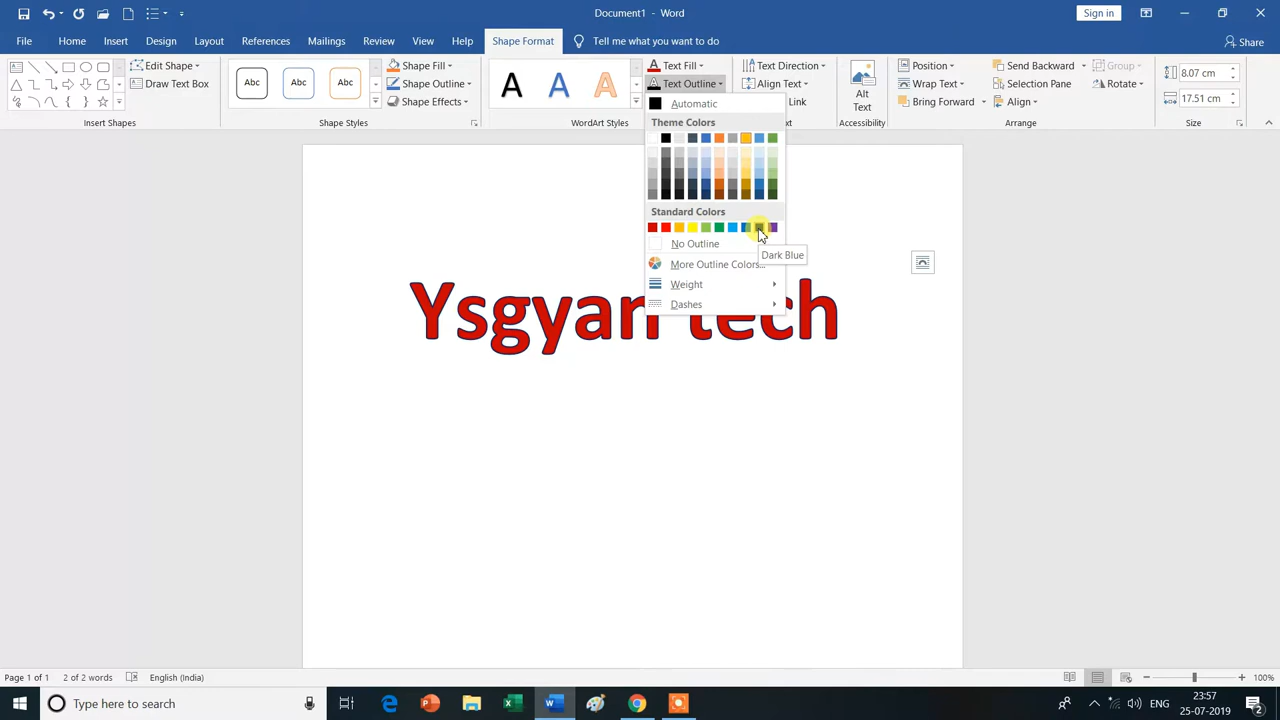 Document1 - Word
Sign in
File Home Insert Design Layout References Mailings Review View Help Shape Format Tell me what you want to do Share
Edit Shape
Draw Text Box
Insert Shapes
Abc Abc Abc
Shape Fill
Shape Outline
Shape Effects
Shape Styles
A A A
WordArt Styles
Text Fill
Text Outline
Text Direction
Align Text
Link
Alt
Text
Accessibility
Position
Wrap Text
Bring Forward
Send Backward
Selection Pane
Align
Group
Rotate
Arrange
8.07 cm
17.51 cm
Size
Automatic
Theme Colors
Standard Colors
No Outline
More Outline Colors...
Weight
Dashes
Dark Blue
Ysgyan tech
Page 1 of 1 2 of 2 words English (India) 100%
Type here to search
ENG
23:57
25-07-2019
2